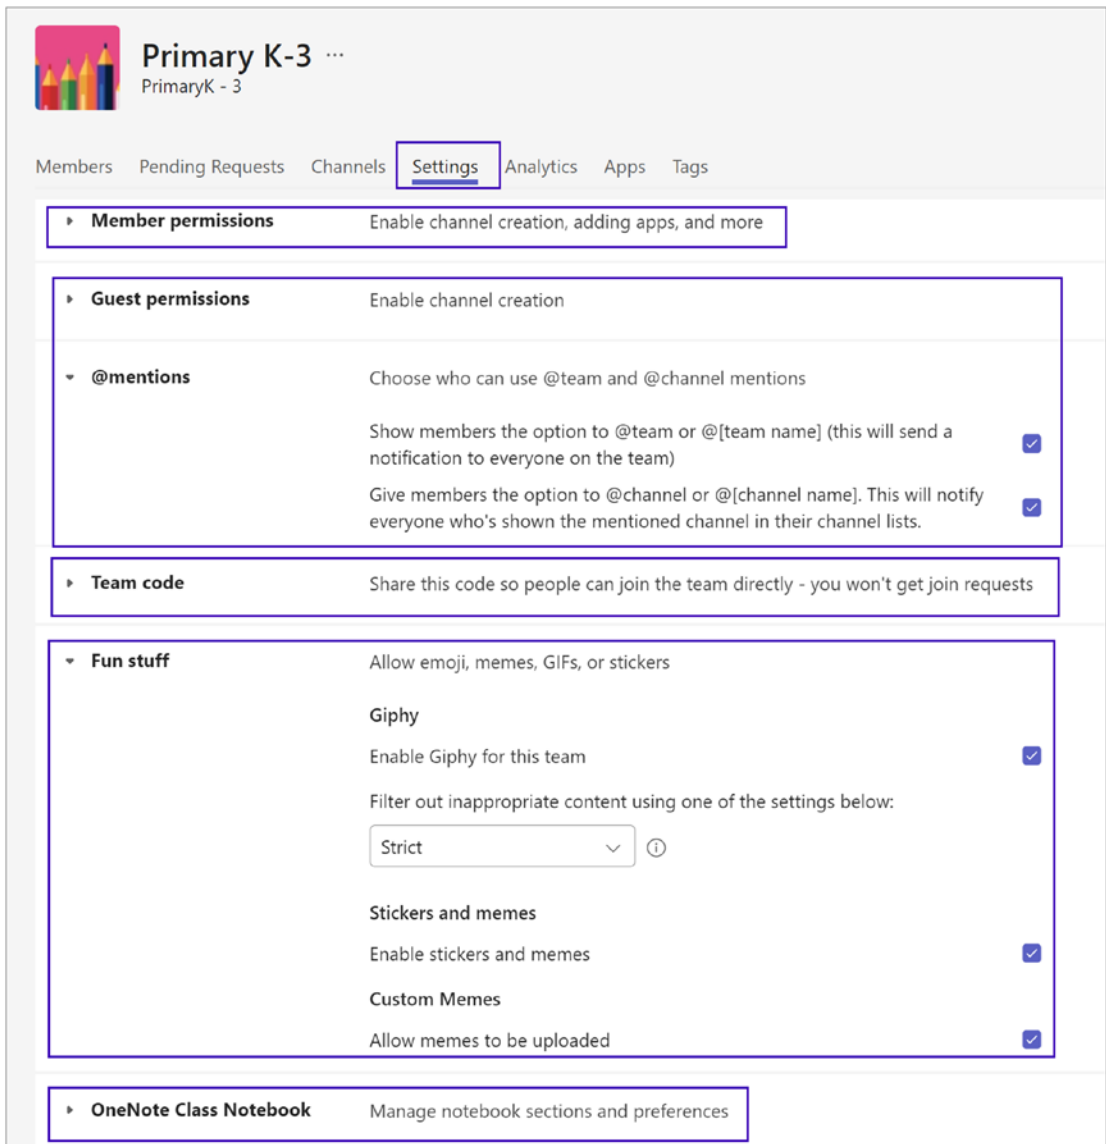 Primary K-3 ···
PrimaryK - 3
Members Pending Requests Channels Settings Analytics Apps Tags
Member permissions Enable channel creation, adding apps, and more
Guest permissions Enable channel creation
@mentions Choose who can use @team and @channel mentions
Show members the option to @team or @[team name] (this will send a
notification to everyone on the team)
Give members the option to @channel or @[channel name]. This will notify
everyone who's shown the mentioned channel in their channel lists.
Team code Share this code so people can join the team directly - you won't get join requests
Fun stuff Allow emoji, memes, GIFs, or stickers
Giphy
Enable Giphy for this team
Filter out inappropriate content using one of the settings below:
Strict
Stickers and memes
Enable stickers and memes
Custom Memes
Allow memes to be uploaded
OneNote Class Notebook Manage notebook sections and preferences